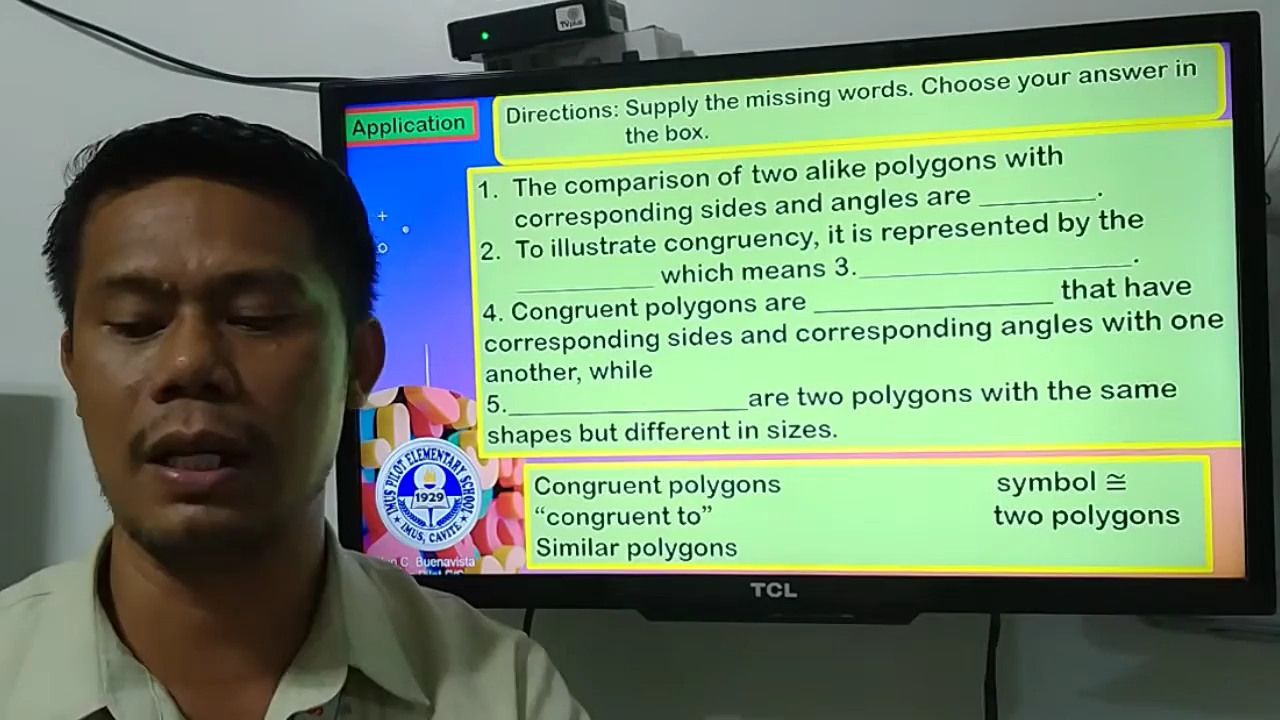 TVplus
Application
Directions: Supply the missing words. Choose your answer in
the box.
1. The comparison of two alike polygons with
corresponding sides and angles are ________.
2. To illustrate congruency, it is represented by the
_________ which means 3.___________________.
4. Congruent polygons are ________________ that have
corresponding sides and corresponding angles with one
another, while
5.________________are two polygons with the same
shapes but different in sizes.
Congruent polygons
symbol ≅
“congruent to”
two polygons
Similar polygons
IMUS PILOT ELEMENTARY SCHOOL
1929
IMUS, CAVITE
C. Buenavista
TCL